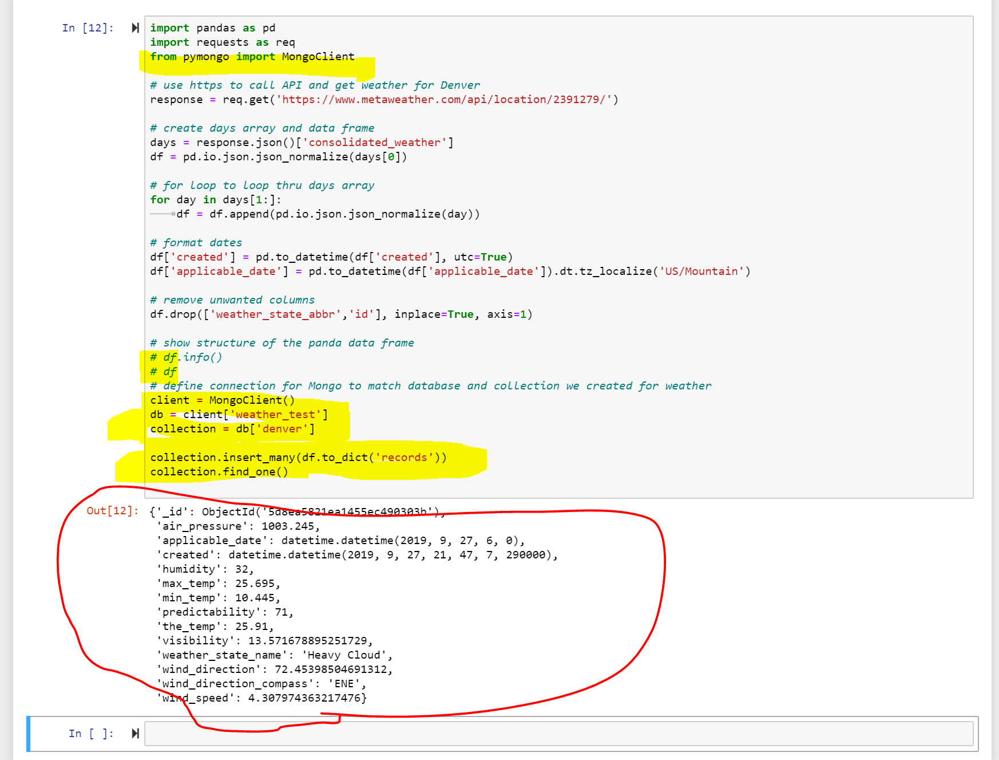 In [12]:
import pandas as pd
import requests as req
from pymongo import MongoClient
# use https to call API and get weather for Denver
response = req.get('https://www.metaweather.com/api/location/2391279/')
# create days array and data frame
days = response.json()['consolidated_weather']
df = pd.io.json.json_normalize(days[0])
# for loop to loop thru days array
for day in days[1:]:
df = df.append(pd.io.json.json_normalize(day))
# format dates
df['created'] = pd.to_datetime(df['created'], utc=True)
df['applicable_date'] = pd.to_datetime(df['applicable_date']).dt.tz_localize('US/Mountain')
# remove unwanted columns
df.drop(['weather_state_abbr','id'], inplace=True, axis=1)
# show structure of the panda data frame
# df.info()
# df
# define connection for Mongo to match database and collection we created for weather
client = MongoClient()
db = client['weather_test']
collection = db['denver']
collection.insert_many(df.to_dict('records'))
collection.find_one()
Out[12]: {'_id': ObjectId('5d8ea5821ea1455ec490303b'),
'air_pressure': 1003.245,
'applicable_date': datetime.datetime(2019, 9, 27, 6, 0),
'created': datetime.datetime(2019, 9, 27, 21, 47, 7, 290000),
'humidity': 32,
'max_temp': 25.695,
'min_temp': 10.445,
'predictability': 71,
'the_temp': 25.91,
'visibility': 13.571678895251729,
'weather_state_name': 'Heavy Cloud',
'wind_direction': 72.45398504691312,
'wind_direction_compass': 'ENE',
'wind_speed': 4.307974363217476}
In [ ]: